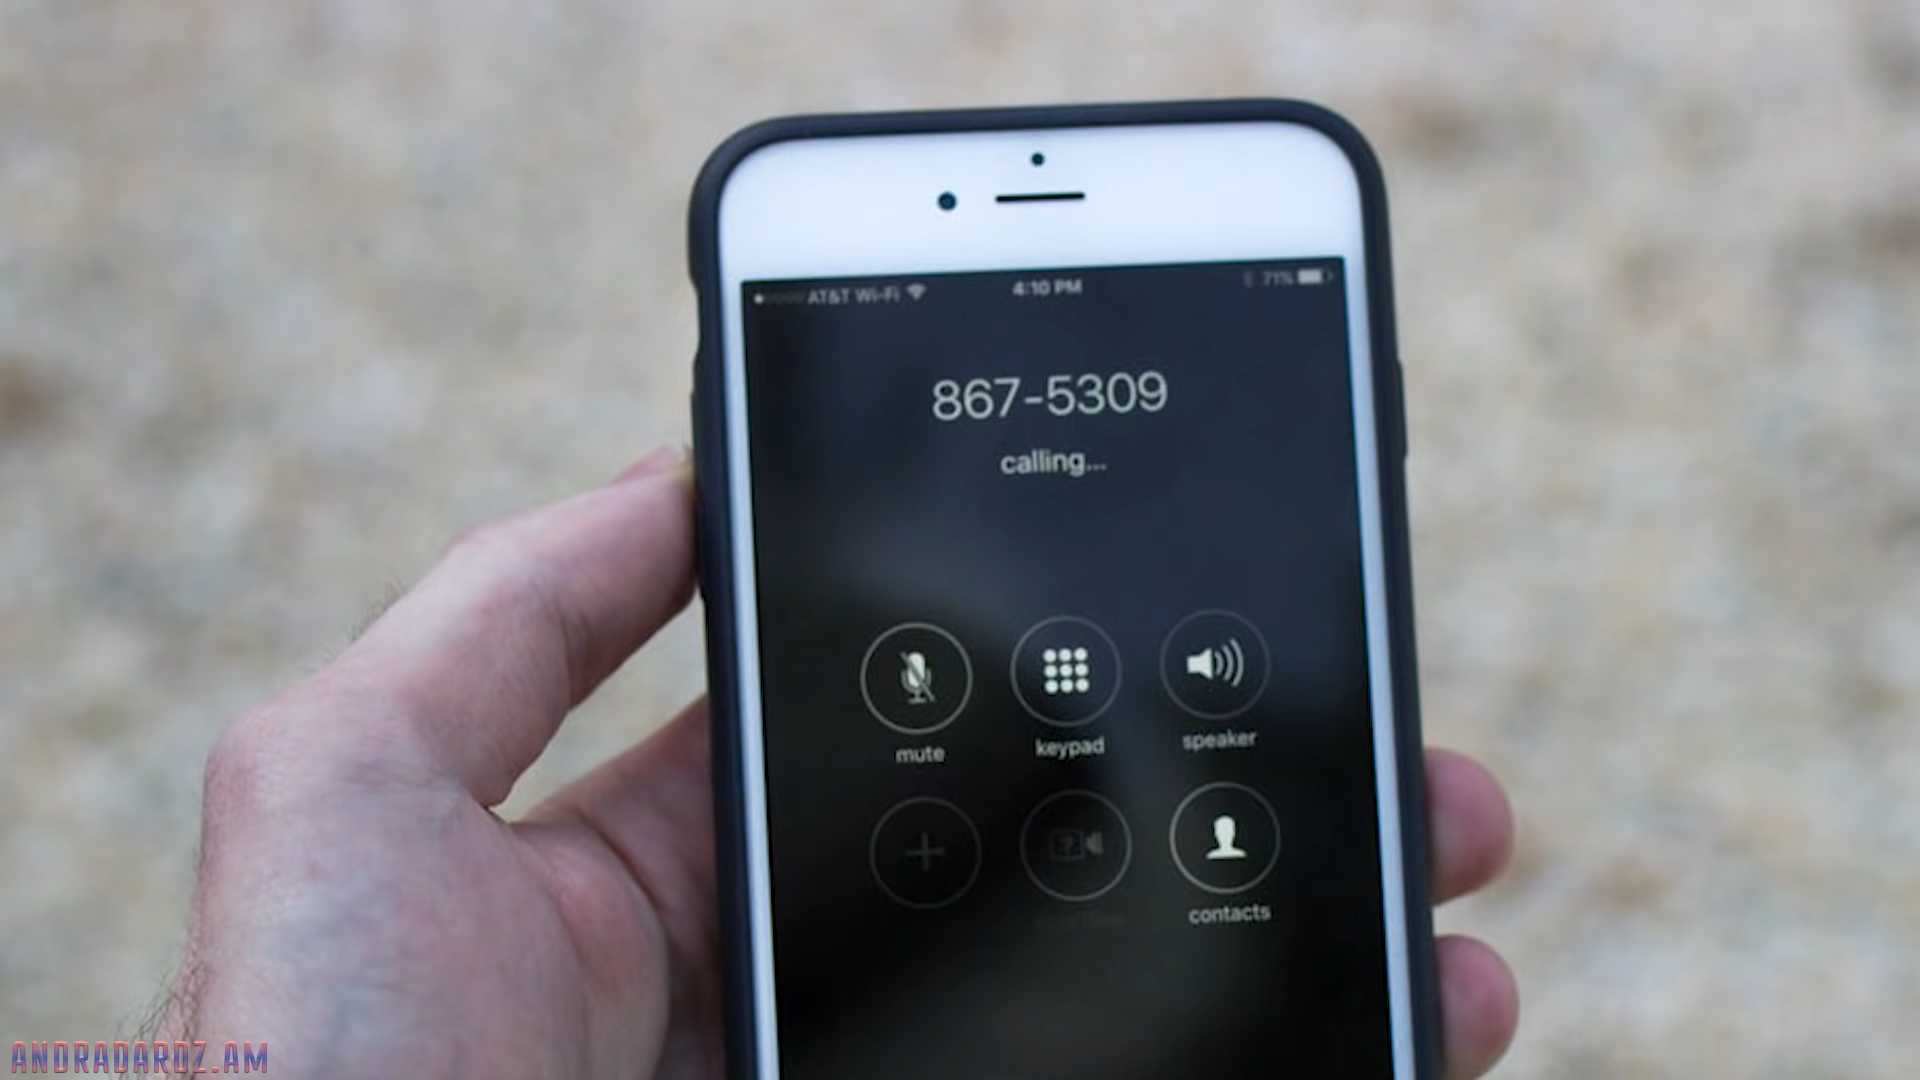 AT&T Wi-Fi 4:10 PM 71%
867-5309
calling...
mute keypad speaker
contacts
ANDRADARDZ.AM